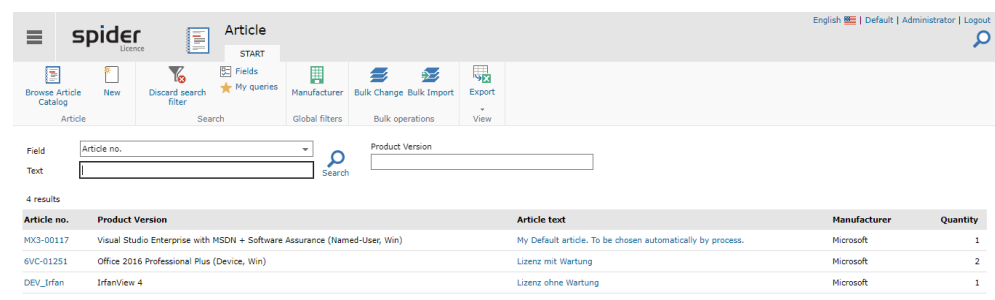 English | Default | Administrator | Logout
spider
Licence
Article
START
Browse Article Catalog
New
Discard search filter
Fields
My queries
Manufacturer
Bulk Change
Bulk Import
Export
Article
Search
Global filters
Bulk operations
View
Field
Article no.
Product Version
Text
Search
4 results
Article no. Product Version Article text Manufacturer Quantity
MX3-00117 Visual Studio Enterprise with MSDN + Software Assurance (Named-User, Win) My Default article. To be chosen automatically by process. Microsoft 1
6VC-01251 Office 2016 Professional Plus (Device, Win) Lizenz mit Wartung Microsoft 2
DEV_Irfan IrfanView 4 Lizenz ohne Wartung Microsoft 1